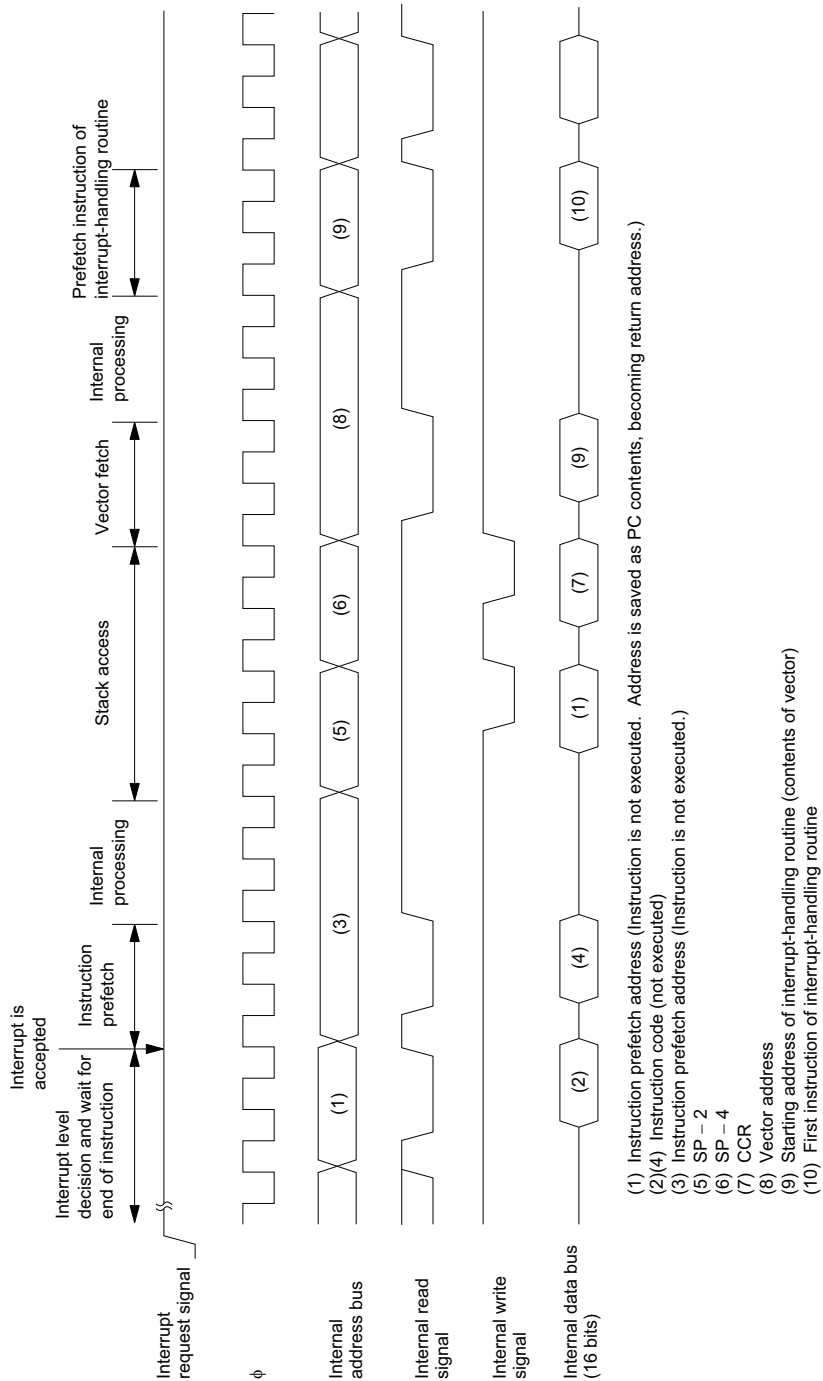 Interrupt is
accepted
Interrupt level
decision and wait for
end of instruction
Instruction
prefetch
Internal
processing
Stack access
Vector fetch
Internal
processing
Prefetch instruction of
interrupt-handling routine
Interrupt
request signal
φ
Internal
address bus
(1)
(3)
(5)
(6)
(8)
(9)
Internal read
signal
Internal write
signal
Internal data bus
(16 bits)
(2)
(4)
(1)
(7)
(9)
(10)
(1) Instruction prefetch address (Instruction is not executed. Address is saved as PC contents, becoming return address.)
(2)(4) Instruction code (not executed)
(3) Instruction prefetch address (Instruction is not executed.)
(5) SP – 2
(6) SP – 4
(7) CCR
(8) Vector address
(9) Starting address of interrupt-handling routine (contents of vector)
(10) First instruction of interrupt-handling routine